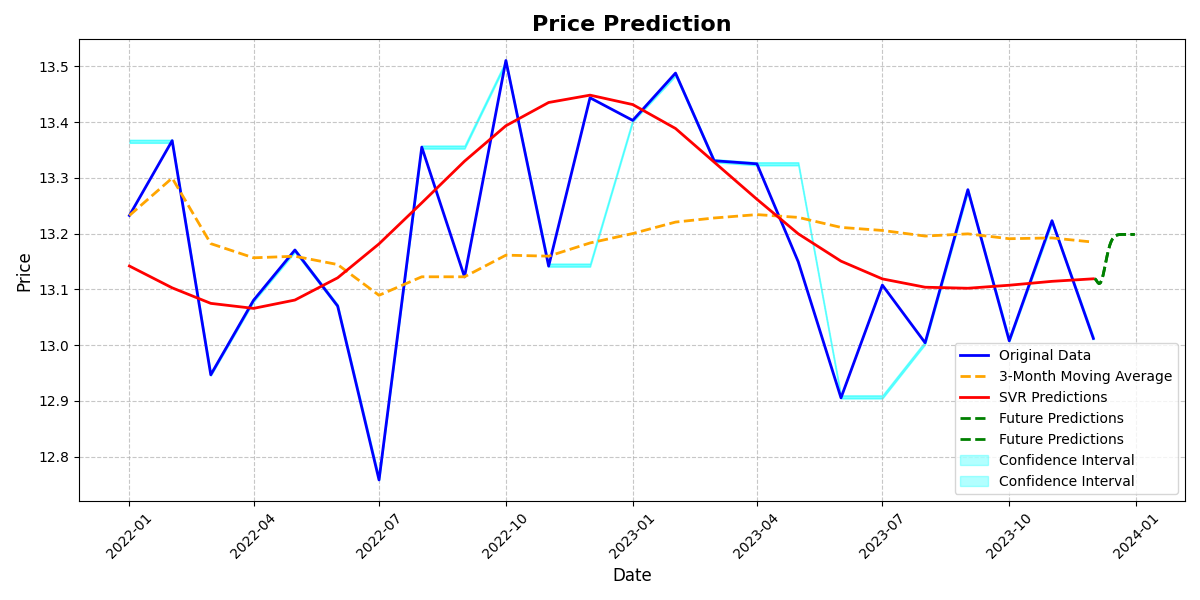 Price Prediction
Price
13.5
13.4
13.3
13.2
13.1
13.0
12.9
12.8
Original Data
3-Month Moving Average
SVR Predictions
Future Predictions
Future Predictions
Confidence Interval
Confidence Interval
2022-01
2022-04
2022-07
2022-10
2023-01
2023-04
2023-07
2023-10
2024-01
Date